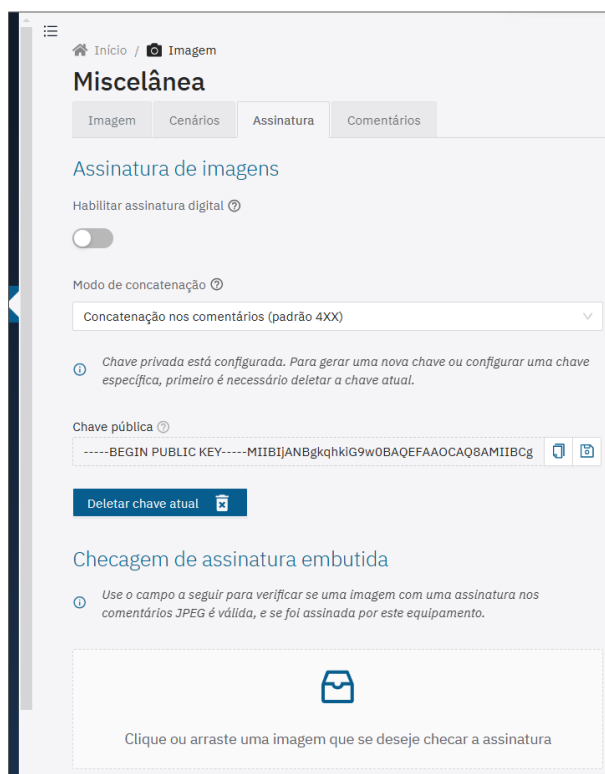 Início / Imagem
Miscelânea
Imagem Cenários Assinatura Comentários
Assinatura de imagens
Habilitar assinatura digital
Modo de concatenação
Concatenação nos comentários (padrão 4XX)
Chave privada está configurada. Para gerar uma nova chave ou configurar uma chave
específica, primeiro é necessário deletar a chave atual.
Chave pública
-----BEGIN PUBLIC KEY-----MIIBIjANBgkqhkiG9w0BAQEFAAOCAQ8AMIIBCg
Deletar chave atual
Checagem de assinatura embutida
Use o campo a seguir para verificar se uma imagem com uma assinatura nos
comentários JPEG é válida, e se foi assinada por este equipamento.
Clique ou arraste uma imagem que se deseje checar a assinatura